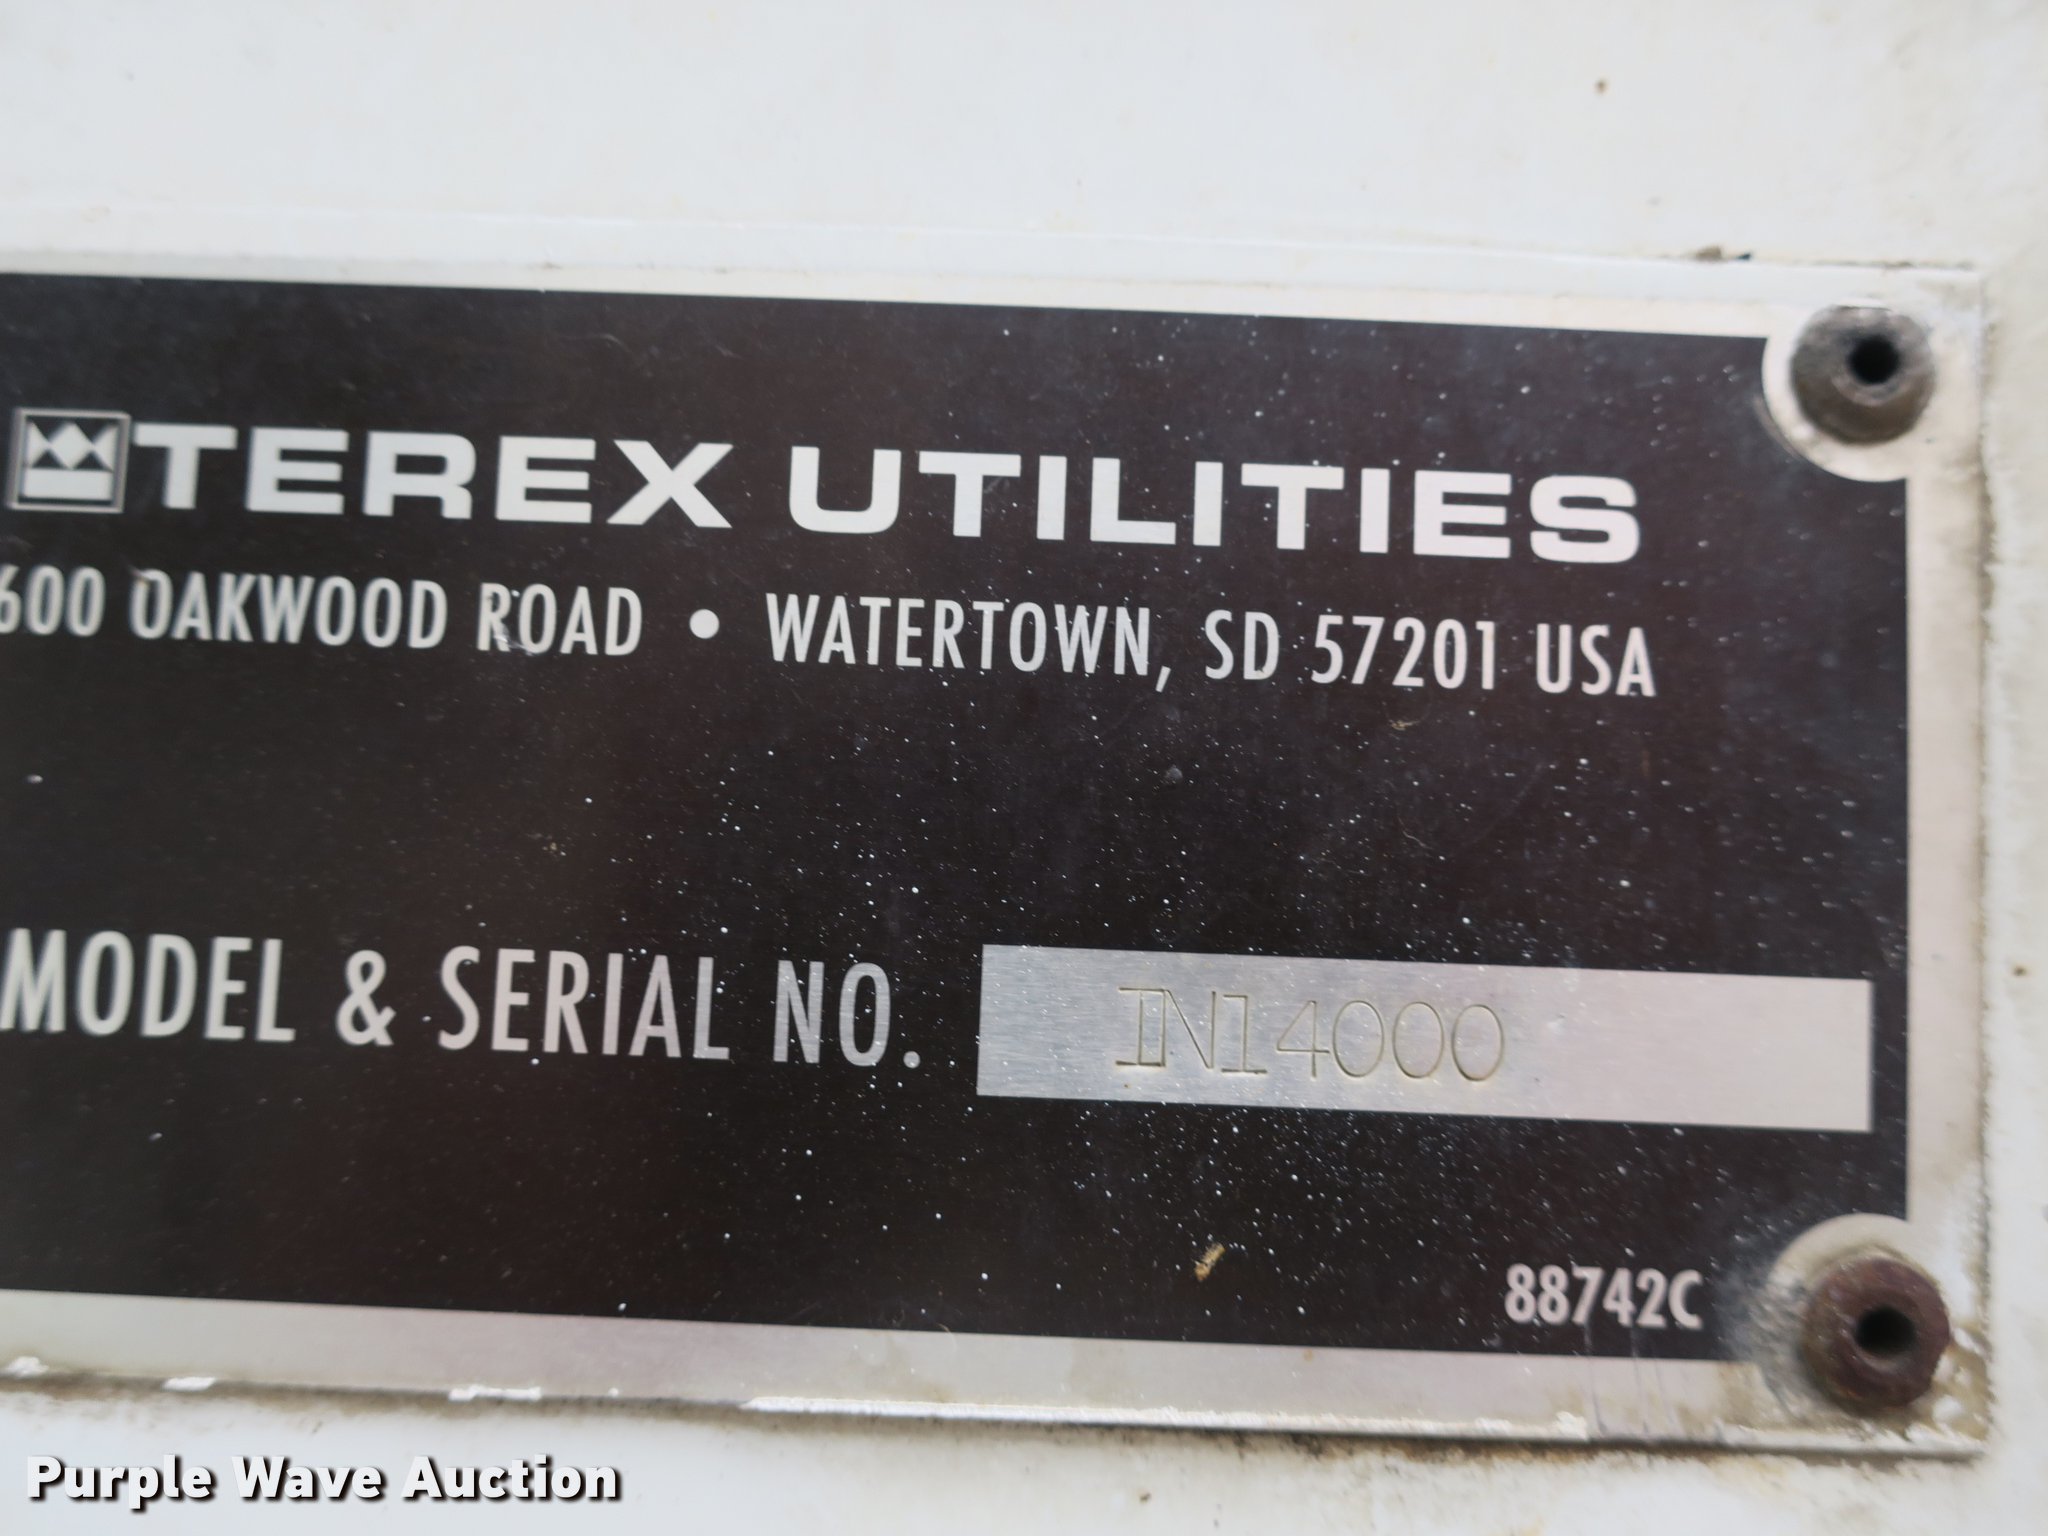 TEREX UTILITIES
600 OAKWOOD ROAD • WATERTOWN, SD 57201 USA
MODEL & SERIAL NO. IN14000
88742C
Purple Wave Auction